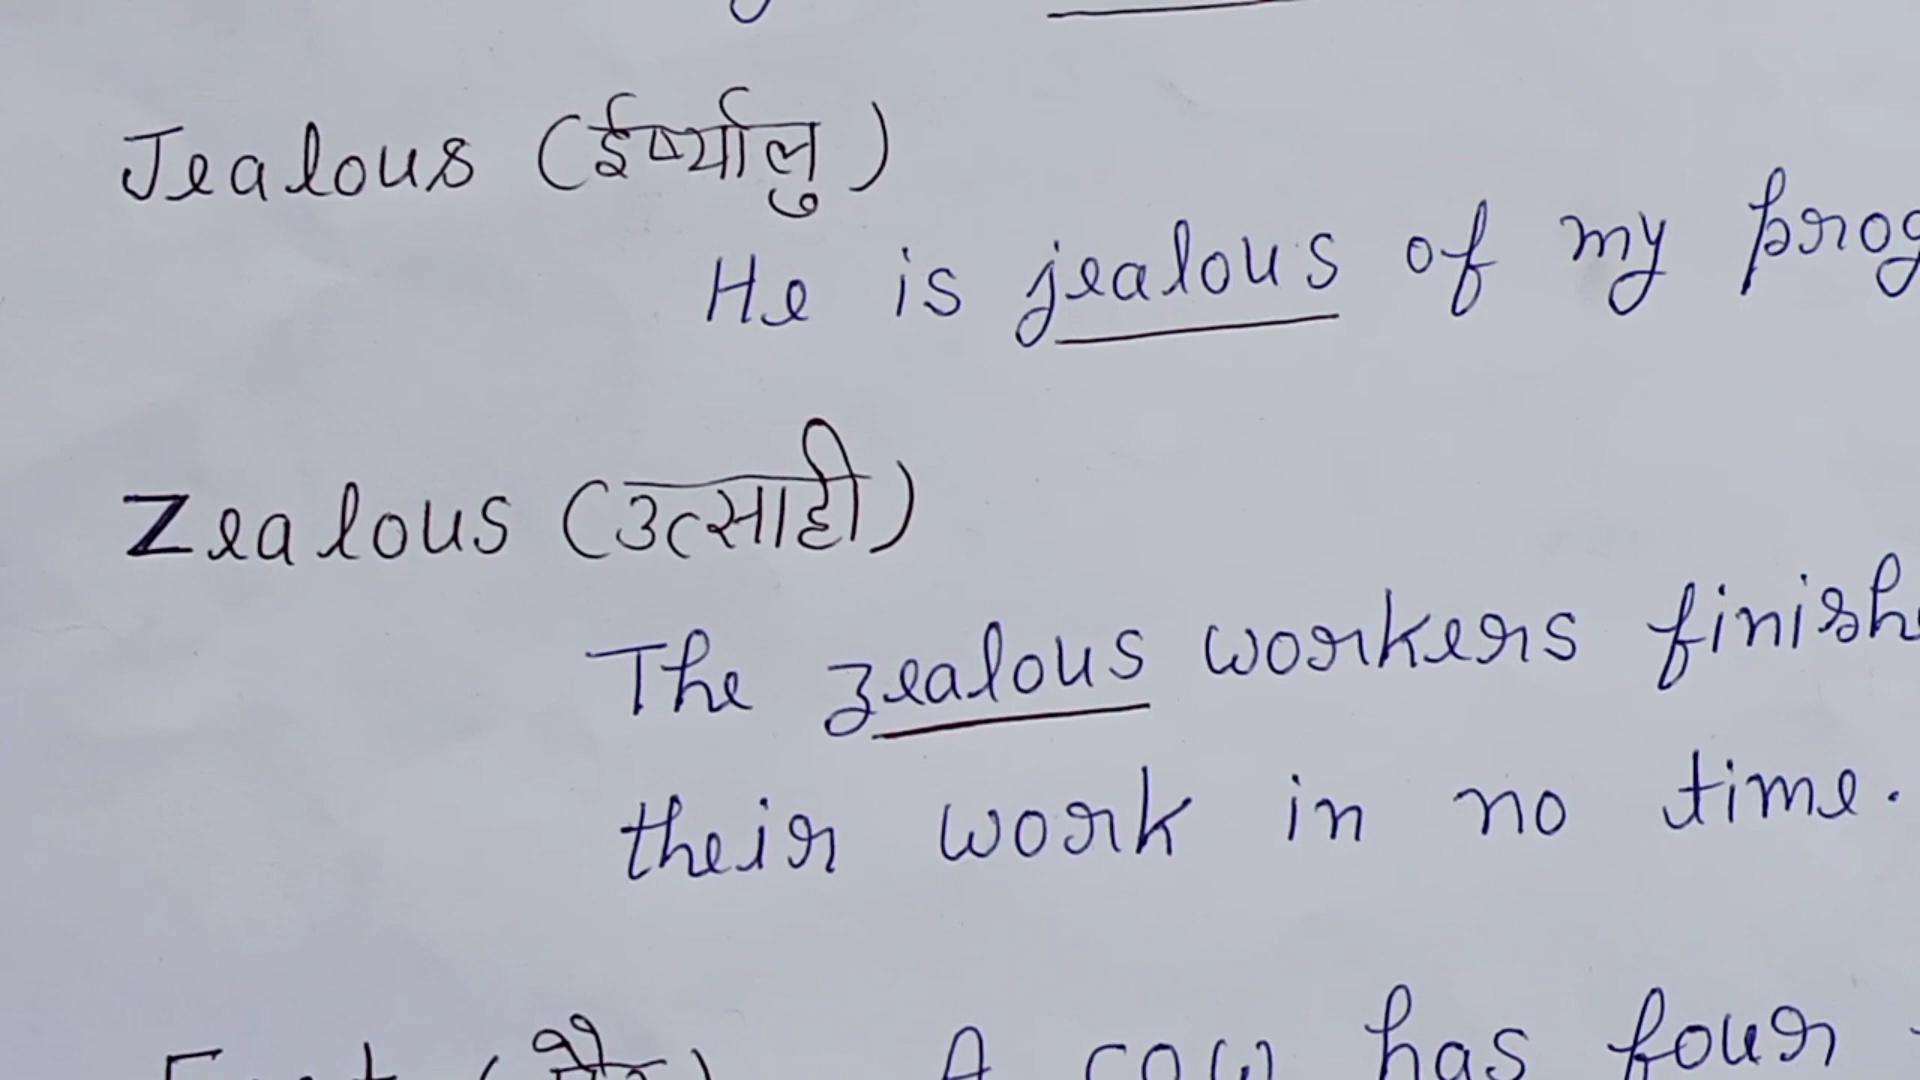 Jealous (ईर्ष्यालु)
He is jealous of my
Zealous (उत्साही)
The zealous workers
their work in no time.
A cow has four